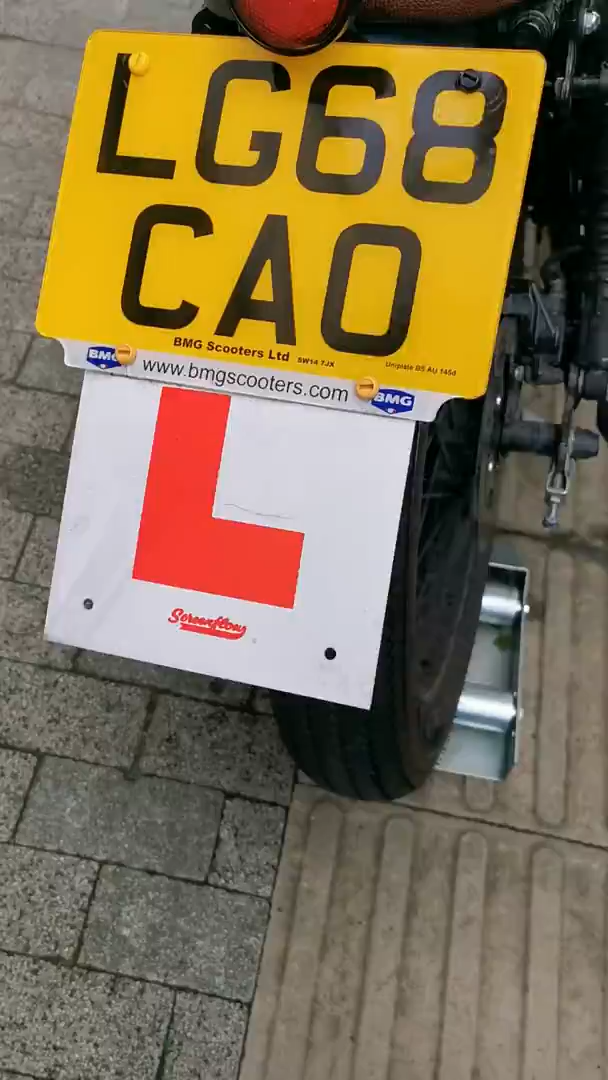 LG68
CAO
BMG Scooters Ltd SW14 7JX Uniplate BS AU 145d
BMG www.bmgscooters.com BMG
L
Screenflow